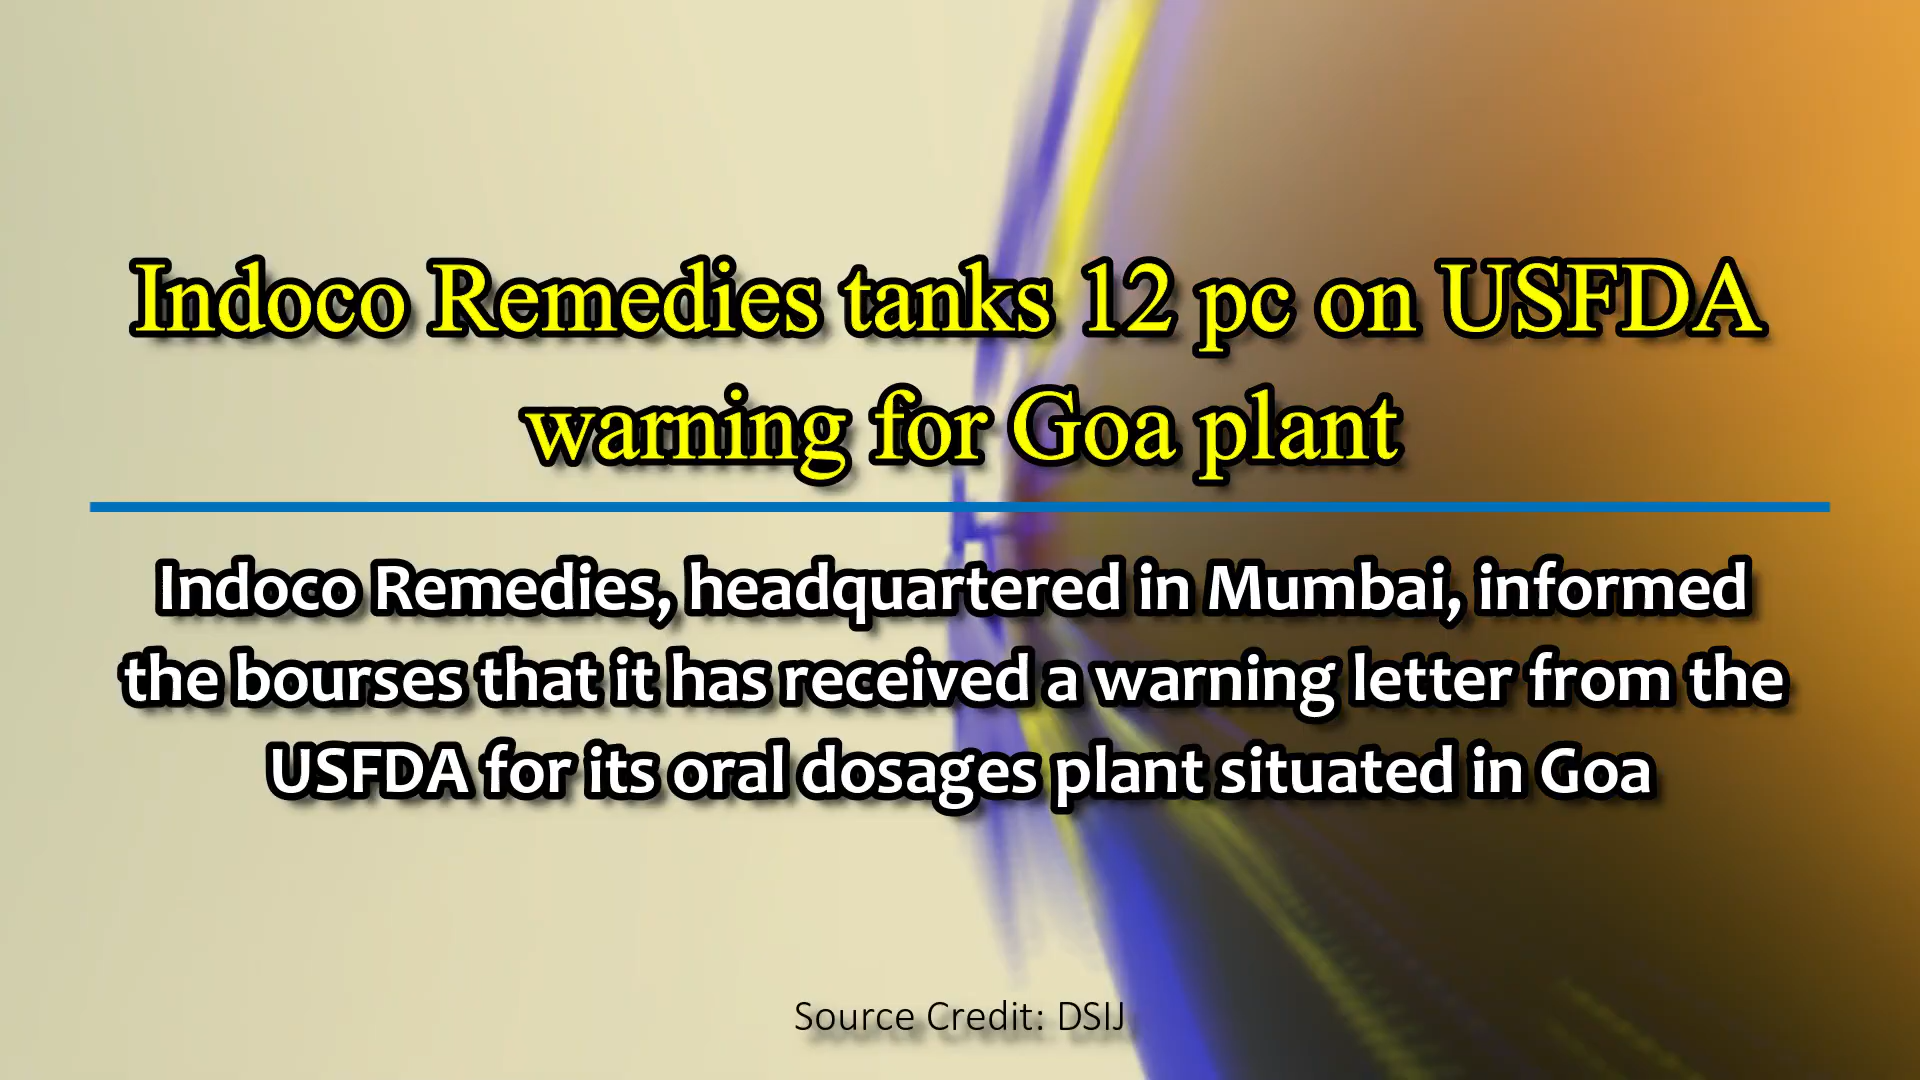 Indoco Remedies tanks 12 pc on USFDA
warning for Goa plant
Indoco Remedies, headquartered in Mumbai, informed
the bourses that it has received a warning letter from the
USFDA for its oral dosages plant situated in Goa
Source Credit: DSIJ